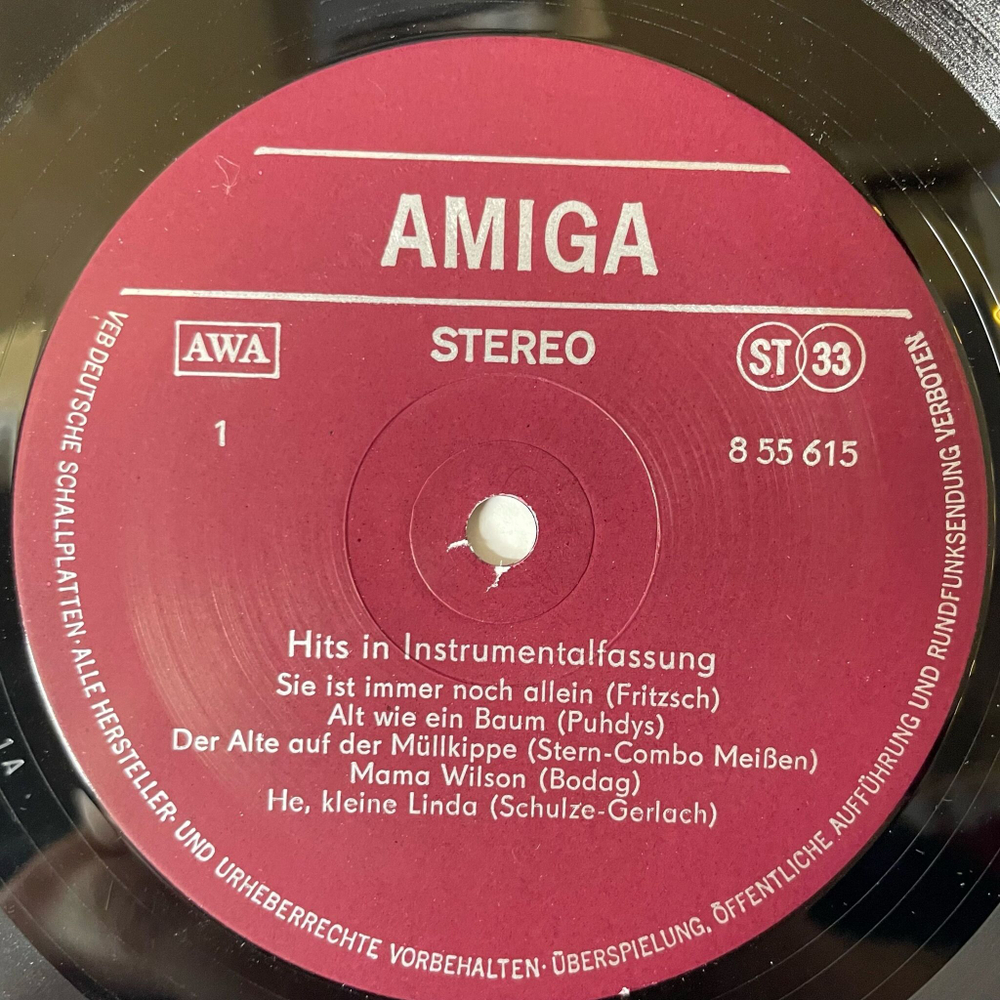 AMIGA
AWA
STEREO
ST 33
1
8 55 615
Hits in Instrumentalfassung
Sie ist immer noch allein (Fritzsch)
Alt wie ein Baum (Puhdys)
Der Alte auf der Müllkippe (Stern-Combo Meißen)
Mama Wilson (Bodag)
He, kleine Linda (Schulze-Gerlach)
VEB DEUTSCHE SCHALLPLATTEN · ALLE HERSTELLER- UND URHEBERRECHTE VORBEHALTEN · ÜBERSPIELUNG, ÖFFENTLICHE AUFFÜHRUNG UND RUNDFUNKSENDUNG VERBOTEN
1A